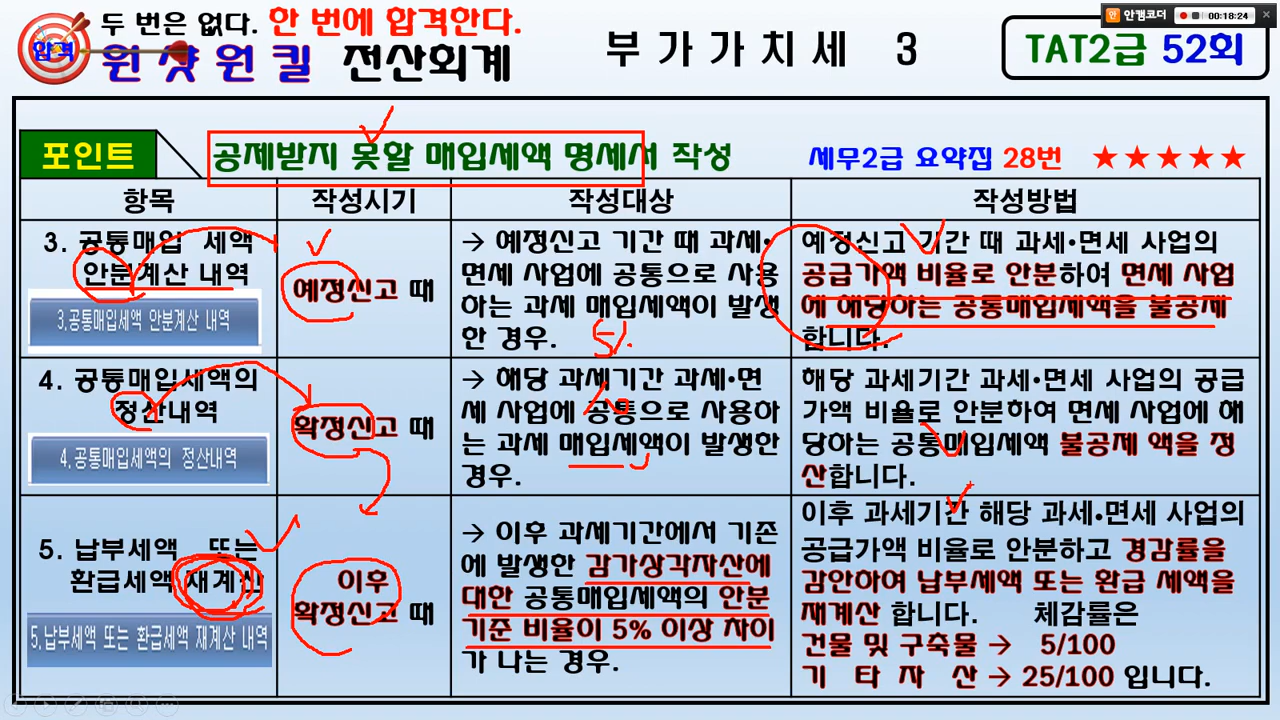 안캠코더 00:18:24
두 번은 없다. 한 번에 합격한다.
합격
원 샷 원 킬 전산회계
부 가 가 치 세 3
TAT2급 52회
포인트
공제받지 못할 매입세액 명세서 작성
세무2급 요약집 28번 ★★★★★
항목
작성시기
작성대상
작성방법
3. 공통매입 세액
안분계산 내역
3.공통매입세액 안분계산 내역
예정신고 때
→ 예정신고 기간 때 과세•
면세 사업에 공통으로 사용
하는 과세 매입세액이 발생
한 경우.
예정신고 기간 때 과세•면세 사업의
공급가액 비율로 안분하여 면세 사업
에 해당하는 공통매입세액을 불공제
합니다.
4. 공통매입세액의
정산내역
4.공통매입세액의 정산내역
확정신고 때
→ 해당 과세기간 과세•면
세 사업에 공통으로 사용하
는 과세 매입세액이 발생한
경우.
해당 과세기간 과세•면세 사업의 공급
가액 비율로 안분하여 면세 사업에 해
당하는 공통매입세액 불공제 액을 정
산합니다.
5. 납부세액 또는
환급세액 재계산
5.납부세액 또는 환급세액 재계산 내역
이후
확정신고 때
→ 이후 과세기간에서 기존
에 발생한 감가상각자산에
대한 공통매입세액의 안분
기준 비율이 5% 이상 차이
가 나는 경우.
이후 과세기간 해당 과세•면세 사업의
공급가액 비율로 안분하고 경감률을
감안하여 납부세액 또는 환급 세액을
재계산 합니다. 체감률은
건물 및 구축물 → 5/100
기 타 자 산 → 25/100 입니다.